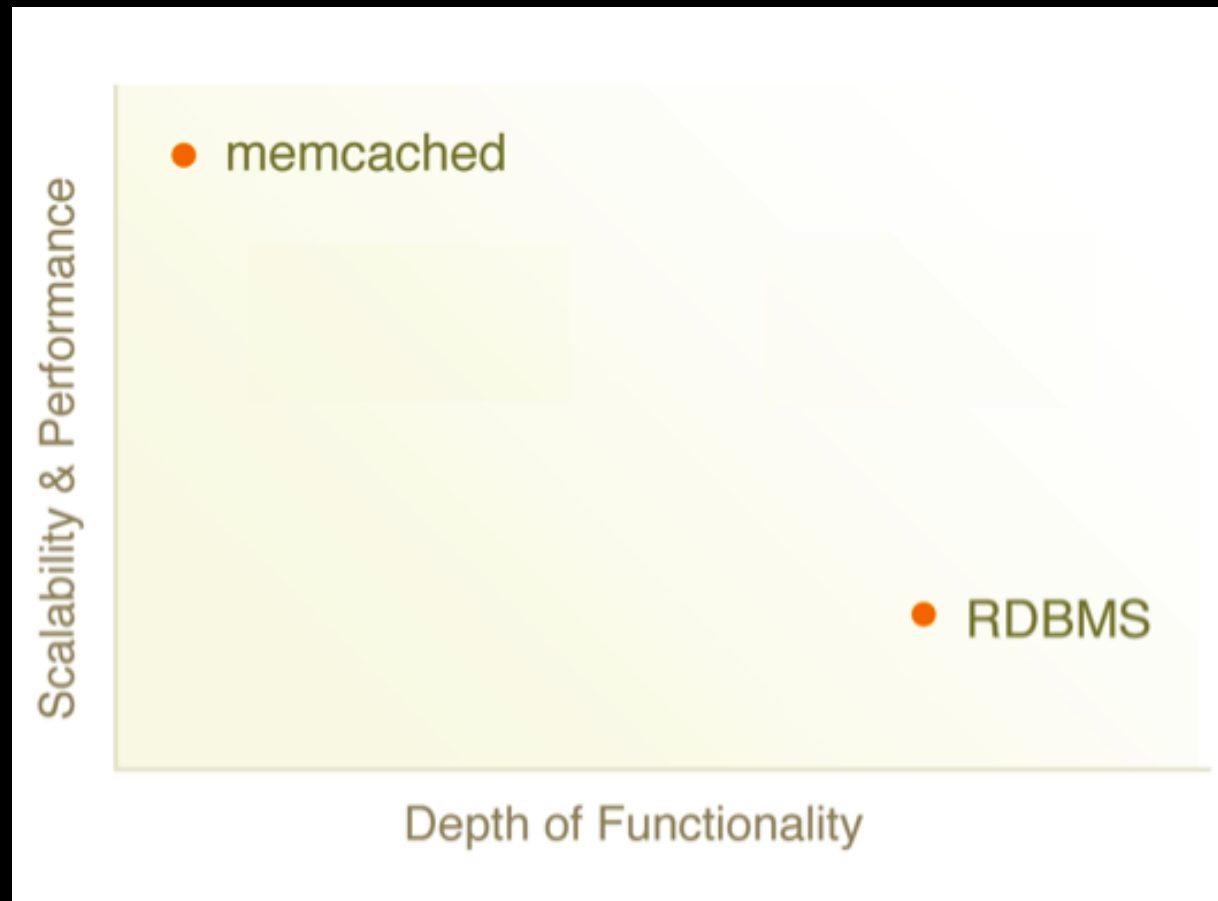 memcached
Scalability & Performance
RDBMS
Depth of Functionality